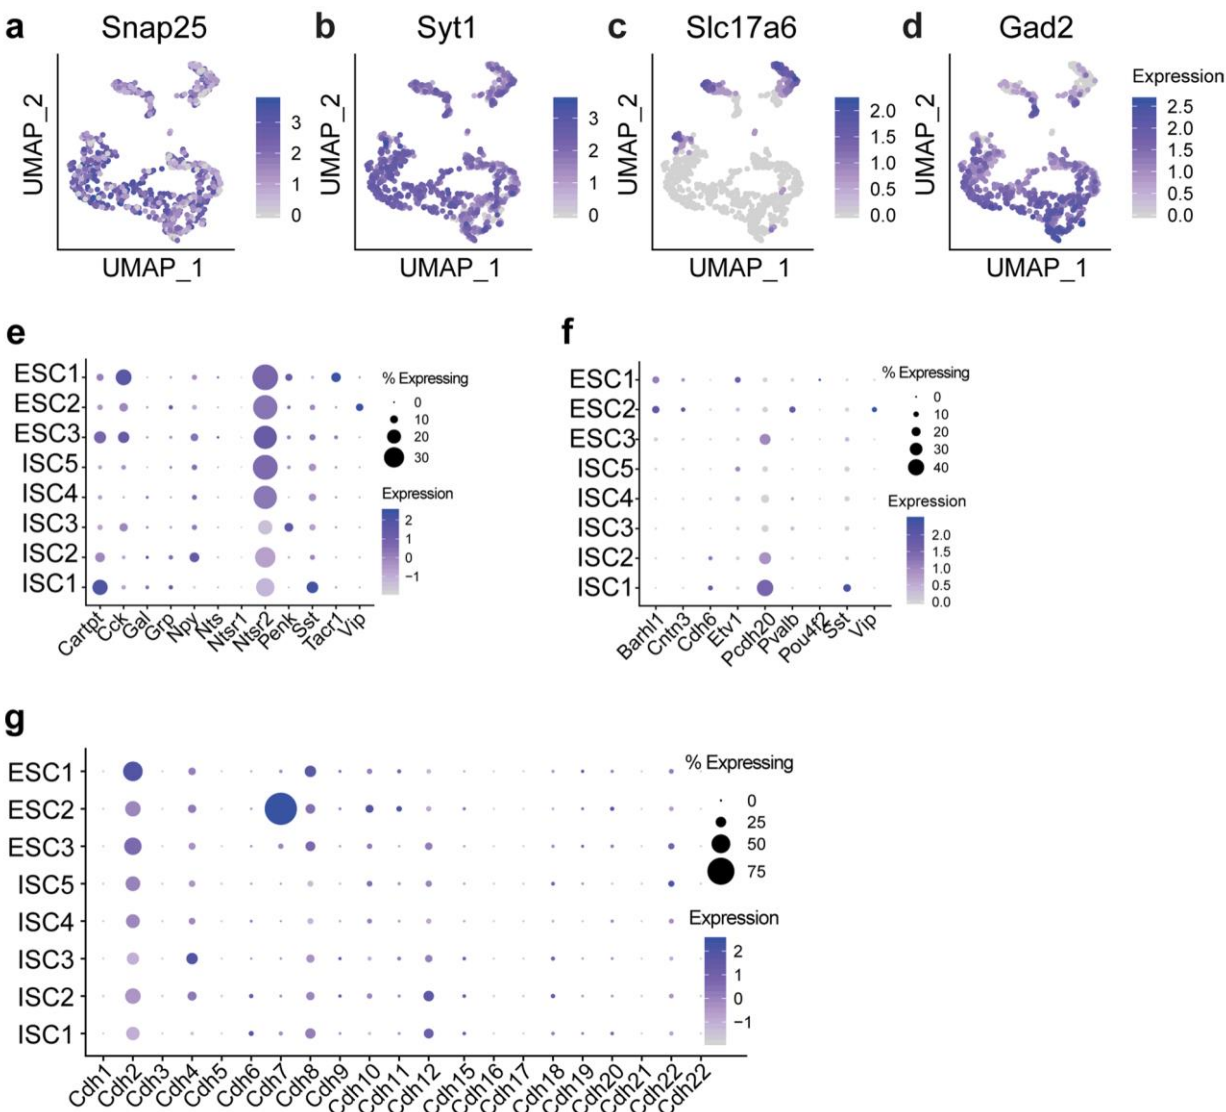 a Snap25
b Syt1
c Slc17a6
d Gad2
UMAP_2
3
2
1
0
UMAP_1
UMAP_2
3
2
1
0
UMAP_1
UMAP_2
2.0
1.5
1.0
0.5
0.0
UMAP_1
UMAP_2
Expression
2.5
2.0
1.5
1.0
0.5
0.0
UMAP_1
e
ESC1
ESC2
ESC3
ISC5
ISC4
ISC3
ISC2
ISC1
Cartpt
Cck
Gal
Grp
Npy
Nts
Ntsr1
Ntsr2
Penk
Sst
Tacr1
Vip
% Expressing
0
10
20
30
Expression
2
1
0
−1
f
ESC1
ESC2
ESC3
ISC5
ISC4
ISC3
ISC2
ISC1
Barhl1
Cntn3
Cdh6
Etv1
Pcdh20
Pvalb
Pou4f2
Sst
Vip
% Expressing
0
10
20
30
40
Expression
2.0
1.5
1.0
0.0
g
ESC1
ESC2
ESC3
ISC5
ISC4
ISC3
ISC2
ISC1
Cdh1
Cdh2
Cdh3
Cdh4
Cdh5
Cdh6
Cdh7
Cdh8
Cdh9
Cdh10
Cdh11
Cdh12
Cdh15
Cdh16
Cdh17
Cdh18
Cdh19
Cdh20
Cdh21
Cdh22
Cdh22
% Expressing
0
25
50
75
Expression
2
1
0
−1